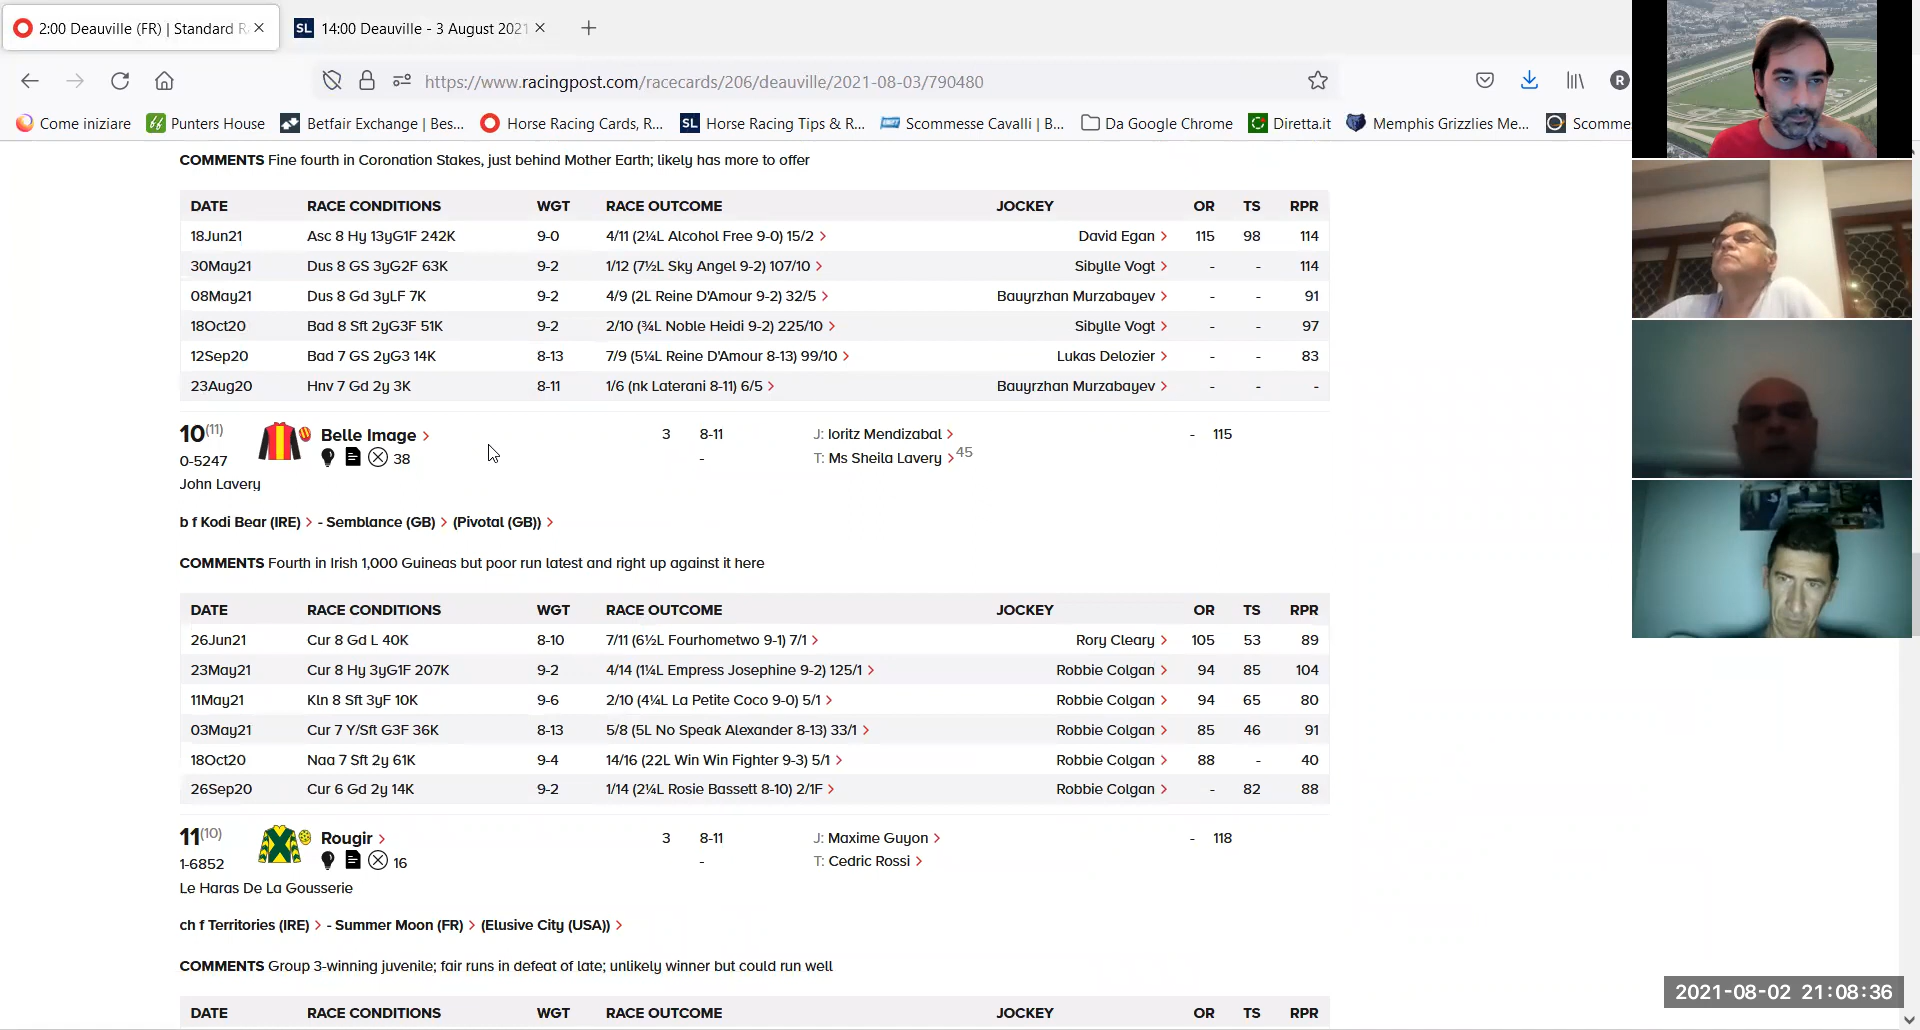 2:00 Deauville (FR) | Standard R
14:00 Deauville - 3 August 2021
https://www.racingpost.com/racecards/206/deauville/2021-08-03/790480
R
Come iniziare Punters House Betfair Exchange | Bes... Horse Racing Cards, R... SL Horse Racing Tips & R... Scommesse Cavalli | B... Da Google Chrome Diretta.it Memphis Grizzlies Me... Scomme
COMMENTS Fine fourth in Coronation Stakes, just behind Mother Earth; likely has more to offer
DATE RACE CONDITIONS WGT RACE OUTCOME JOCKEY OR TS RPR
18Jun21 Asc 8 Hy 13yG1F 242K 9-0 4/11 (2¼L Alcohol Free 9-0) 15/2 David Egan 115 98 114
30May21 Dus 8 GS 3yG2F 63K 9-2 1/12 (7½L Sky Angel 9-2) 107/10 Sibylle Vogt - - 114
08May21 Dus 8 Gd 3yLF 7K 9-2 4/9 (2L Reine D'Amour 9-2) 32/5 Bauyrzhan Murzabayev - - 91
18Oct20 Bad 8 Sft 2yG3F 51K 9-2 2/10 (¾L Noble Heidi 9-2) 225/10 Sibylle Vogt - - 97
12Sep20 Bad 7 GS 2yG3 14K 8-13 7/9 (5¼L Reine D'Amour 8-13) 99/10 Lukas Delozier - - 83
23Aug20 Hnv 7 Gd 2y 3K 8-11 1/6 (nk Laterani 8-11) 6/5 Bauyrzhan Murzabayev - - -
10(11) Belle Image 3 8-11 J: Ioritz Mendizabal - 115
0-5247 38 - T: Ms Sheila Lavery 45
John Lavery
b f Kodi Bear (IRE) - Semblance (GB) (Pivotal (GB))
COMMENTS Fourth in Irish 1,000 Guineas but poor run latest and right up against it here
DATE RACE CONDITIONS WGT RACE OUTCOME JOCKEY OR TS RPR
26Jun21 Cur 8 Gd L 40K 8-10 7/11 (6½L Fourhometwo 9-1) 7/1 Rory Cleary 105 53 89
23May21 Cur 8 Hy 3yG1F 207K 9-2 4/14 (1¼L Empress Josephine 9-2) 125/1 Robbie Colgan 94 85 104
11May21 Kln 8 Sft 3yF 10K 9-6 2/10 (4¼L La Petite Coco 9-0) 5/1 Robbie Colgan 94 65 80
03May21 Cur 7 Y/Sft G3F 36K 8-13 5/8 (5L No Speak Alexander 8-13) 33/1 Robbie Colgan 85 46 91
18Oct20 Naa 7 Sft 2y 61K 9-4 14/16 (22L Win Win Fighter 9-3) 5/1 Robbie Colgan 88 - 40
26Sep20 Cur 6 Gd 2y 14K 9-2 1/14 (2¼L Rosie Bassett 8-10) 2/1F Robbie Colgan - 82 88
11(10) Rougir 3 8-11 J: Maxime Guyon - 118
1-6852 16 - T: Cedric Rossi
Le Haras De La Gousserie
ch f Territories (IRE) - Summer Moon (FR) (Elusive City (USA))
COMMENTS Group 3-winning juvenile; fair runs in defeat of late; unlikely winner but could run well
DATE RACE CONDITIONS WGT RACE OUTCOME JOCKEY OR TS RPR
2021-08-02 21:08:36